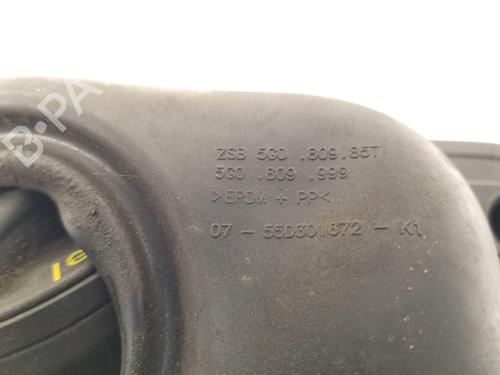 ZSB 5G0 .809.857
5G0 .809 .999
>EPDM + PP<
07 - 55D301672 - K1